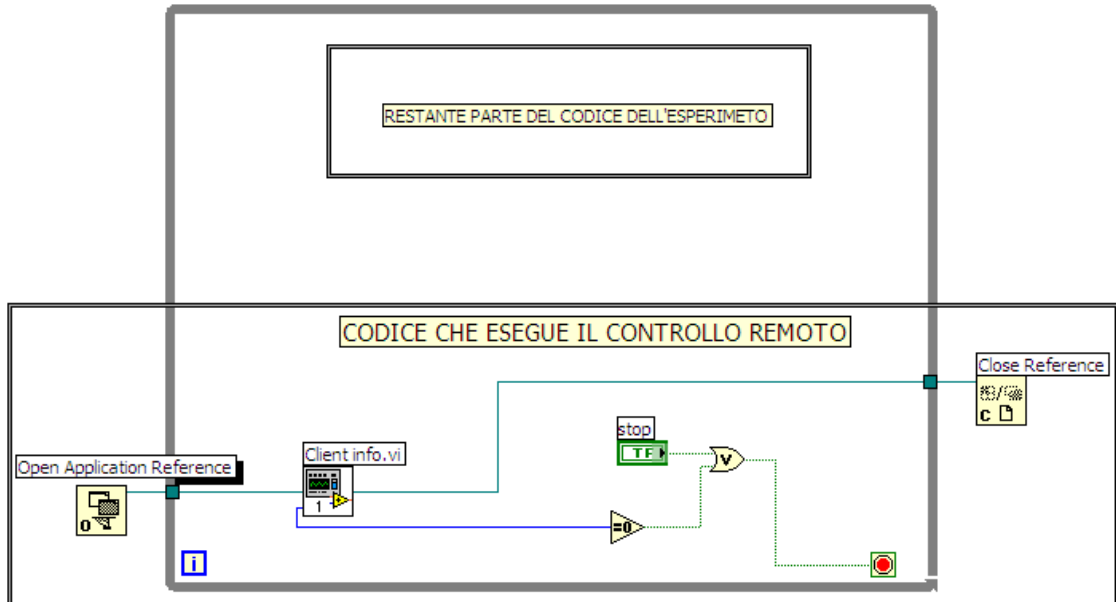 RESTANTE PARTE DEL CODICE DELL'ESPERIMETO
CODICE CHE ESEGUE IL CONTROLLO REMOTO
Close Reference
C
stop
TF
V
Client info.vi
1
Open Application Reference
O
=0
i